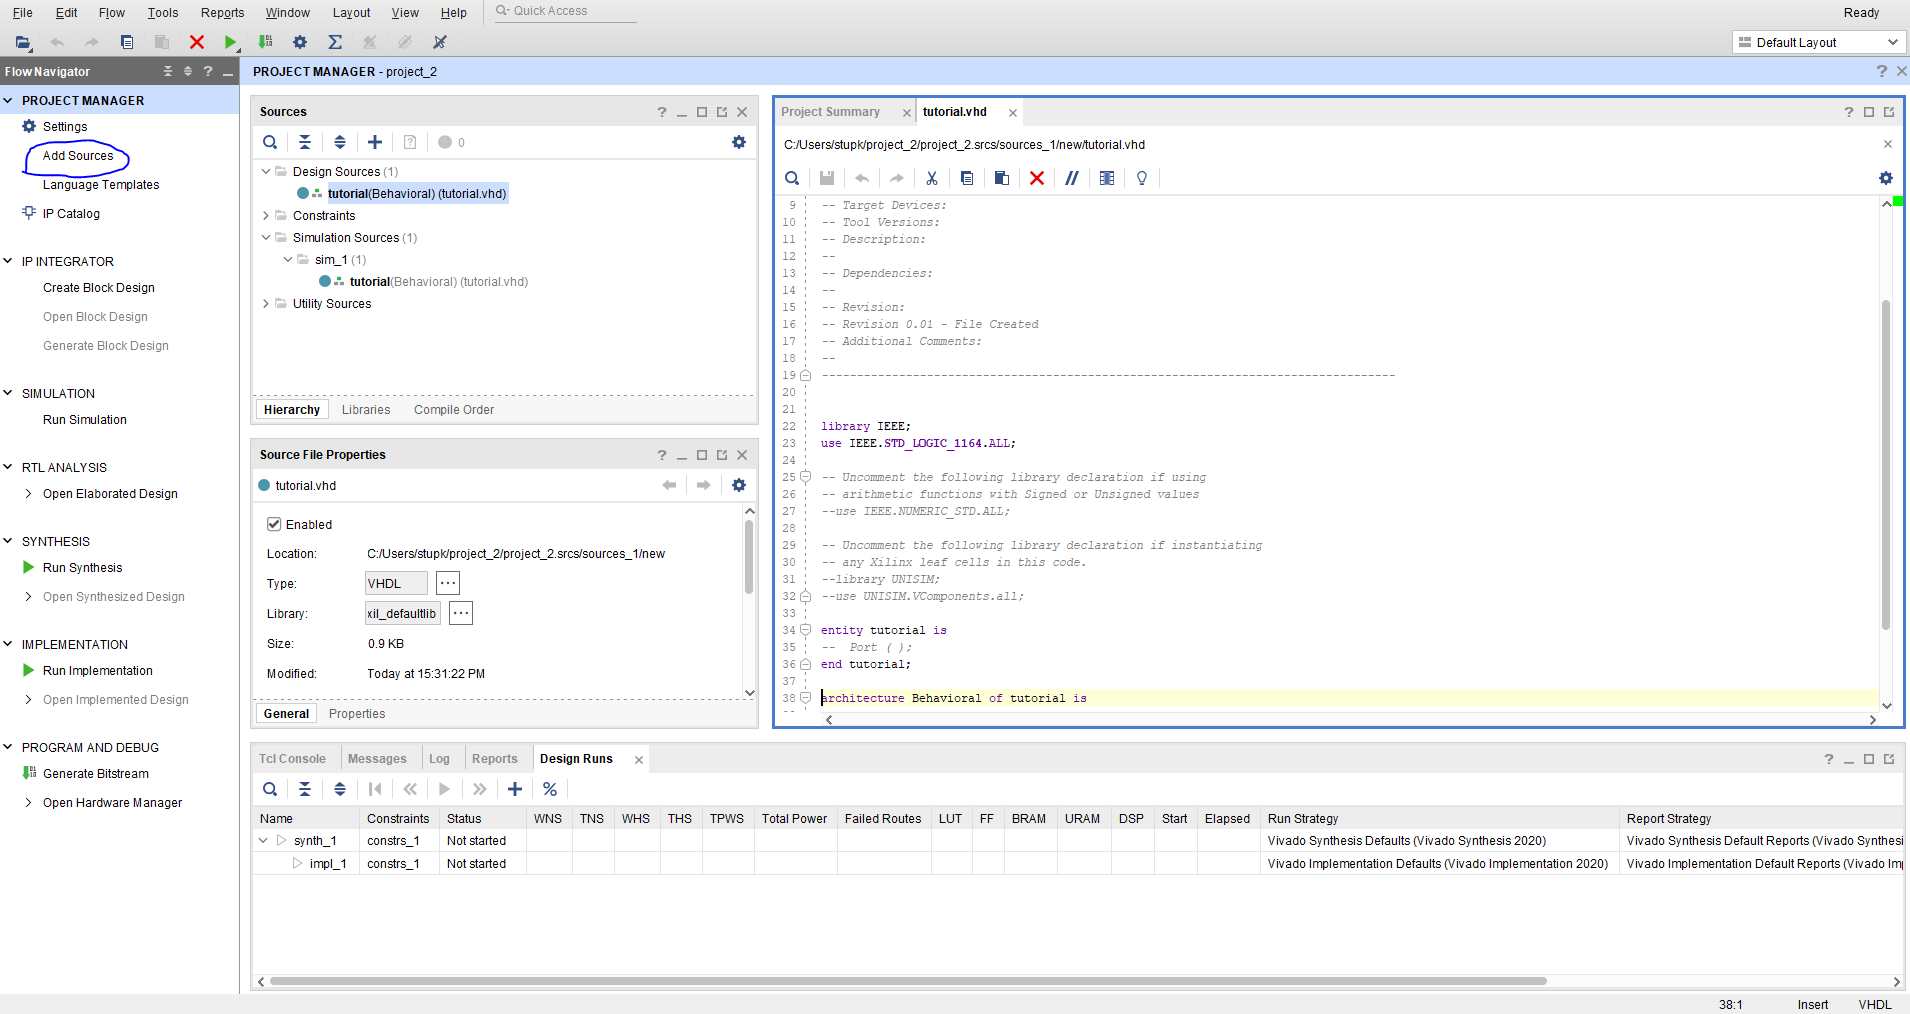 File Edit Flow Tools Reports Window Layout View Help Quick Access Ready
Default Layout
Flow Navigator
PROJECT MANAGER
Settings
Add Sources
Language Templates
IP Catalog
IP INTEGRATOR
Create Block Design
Open Block Design
Generate Block Design
SIMULATION
Run Simulation
RTL ANALYSIS
Open Elaborated Design
SYNTHESIS
Run Synthesis
Open Synthesized Design
IMPLEMENTATION
Run Implementation
Open Implemented Design
PROGRAM AND DEBUG
Generate Bitstream
Open Hardware Manager
PROJECT MANAGER - project_2
Sources
0
Design Sources (1)
tutorial(Behavioral) (tutorial.vhd)
Constraints
Simulation Sources (1)
sim_1 (1)
tutorial(Behavioral) (tutorial.vhd)
Utility Sources
Hierarchy Libraries Compile Order
Source File Properties
tutorial.vhd
Enabled
Location: C:/Users/stupk/project_2/project_2.srcs/sources_1/new
Type: VHDL
Library: xil_defaultlib
Size: 0.9 KB
Modified: Today at 15:31:22 PM
General Properties
Project Summary tutorial.vhd
C:/Users/stupk/project_2/project_2.srcs/sources_1/new/tutorial.vhd
9 -- Target Devices:
10 -- Tool Versions:
11 -- Description:
12 --
13 -- Dependencies:
14 --
15 -- Revision:
16 -- Revision 0.01 - File Created
17 -- Additional Comments:
18 --
19 ----------------------------------------------------------------------------------
20
21
22 library IEEE;
23 use IEEE.STD_LOGIC_1164.ALL;
24
25 -- Uncomment the following library declaration if using
26 -- arithmetic functions with Signed or Unsigned values
27 --use IEEE.NUMERIC_STD.ALL;
28
29 -- Uncomment the following library declaration if instantiating
30 -- any Xilinx leaf cells in this code.
31 --library UNISIM;
32 --use UNISIM.VComponents.all;
33
34 entity tutorial is
35 --  Port ( );
36 end tutorial;
37
38 architecture Behavioral of tutorial is
Tcl Console Messages Log Reports Design Runs
Name Constraints Status WNS TNS WHS THS TPWS Total Power Failed Routes LUT FF BRAM URAM DSP Start Elapsed Run Strategy Report Strategy
synth_1 constrs_1 Not started Vivado Synthesis Defaults (Vivado Synthesis 2020) Vivado Synthesis Default Reports (Vivado Synthesi
impl_1 constrs_1 Not started Vivado Implementation Defaults (Vivado Implementation 2020) Vivado Implementation Default Reports (Vivado Im
38:1 Insert VHDL